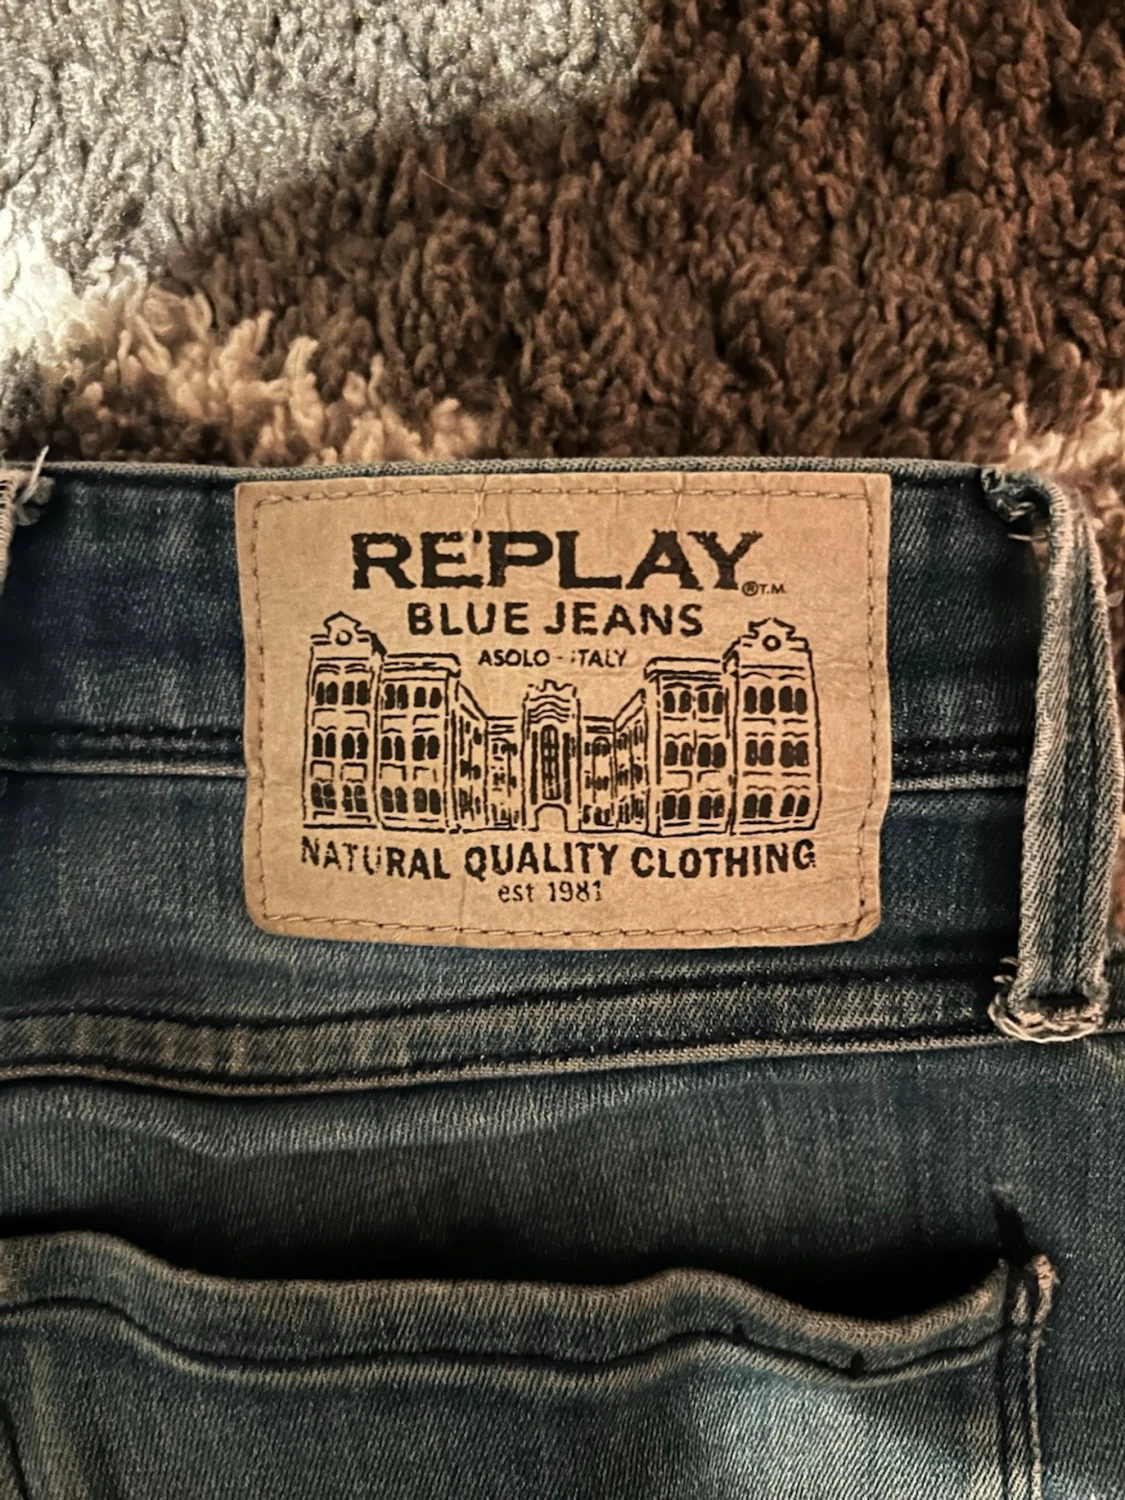 REPLAY
®T.M.
BLUE JEANS
ASOLO - ITALY
NATURAL QUALITY CLOTHING
est 1981